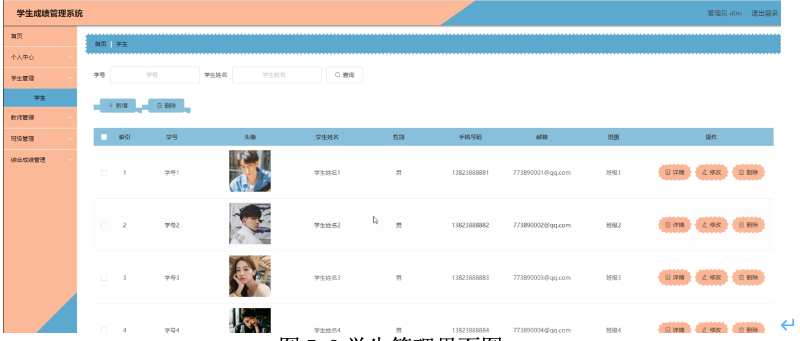 学生成绩管理系统
管理员 abo 退出登录
首页
个人中心
学生管理
学生
教师管理
班级管理
综合成绩管理
首页 学生
学号 学号 学生姓名 学生姓名 查询
+ 新增 删除
索引 学号 头像 学生姓名 性别 手机号码 邮箱 班级 操作
1 学号1 学生姓名1 男 13823888881 773890001@qq.com 班级1 详情 修改 删除
2 学号2 学生姓名2 男 13823888882 773890002@qq.com 班级2 详情 修改 删除
3 学号3 学生姓名3 男 13823888883 773890003@qq.com 班级3 详情 修改 删除
4 学号4 学生姓名4 男 13823888884 773890004@qq.com 班级4 详情 修改 删除